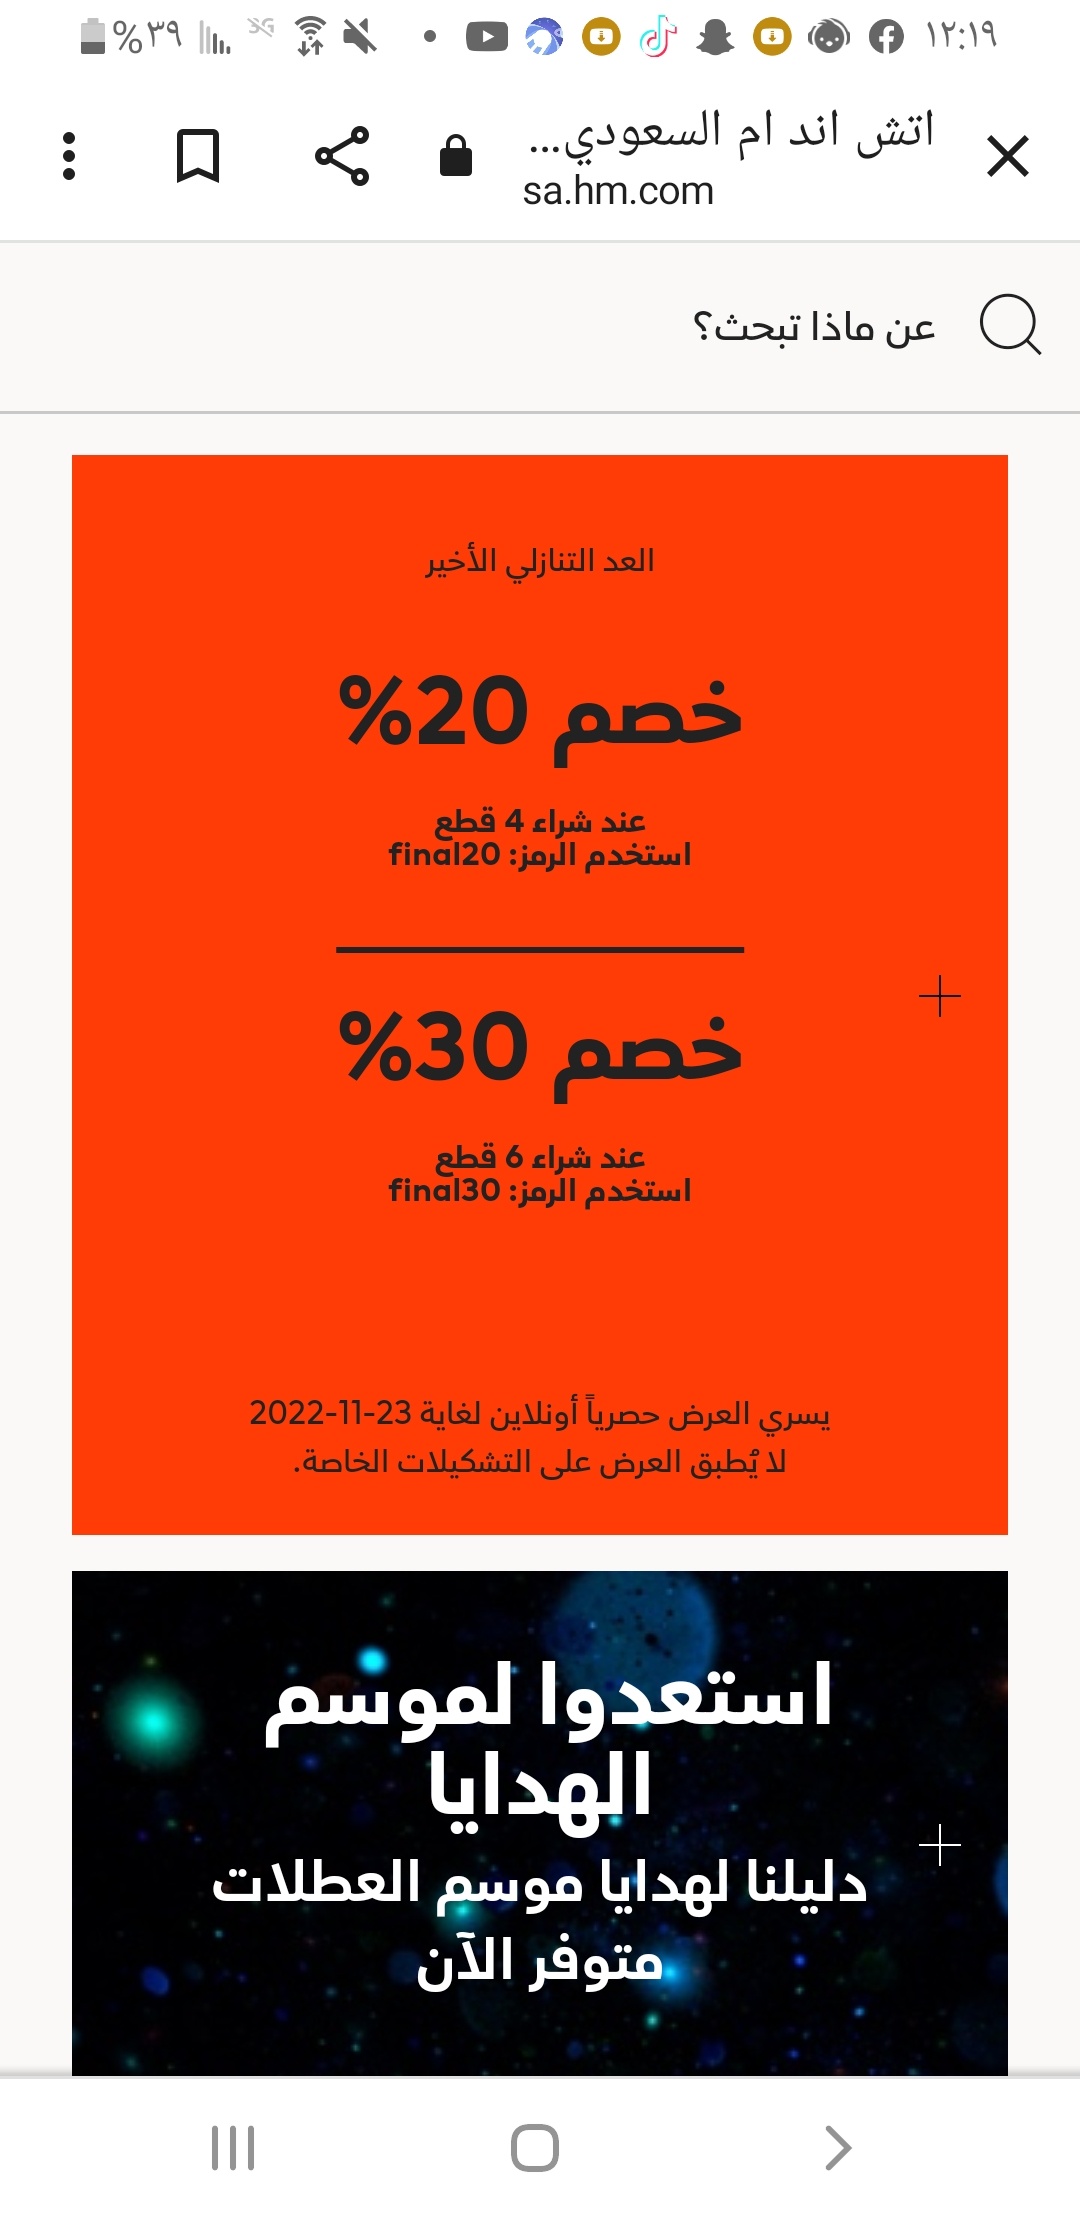 ١٢:١٩
3G
%٣٩
اتش اند ام السعودي...
sa.hm.com
عن ماذا تبحث؟
العد التنازلي الأخير
خصم 20%
عند شراء 4 قطع
استخدم الرمز: final20
خصم 30%
عند شراء 6 قطع
استخدم الرمز: final30
يسري العرض حصرياً أونلاين لغاية 23-11-2022
لا يُطبق العرض على التشكيلات الخاصة.
استعدوا لموسم
الهدايا
دليلنا لهدايا موسم العطلات
متوفر الآن